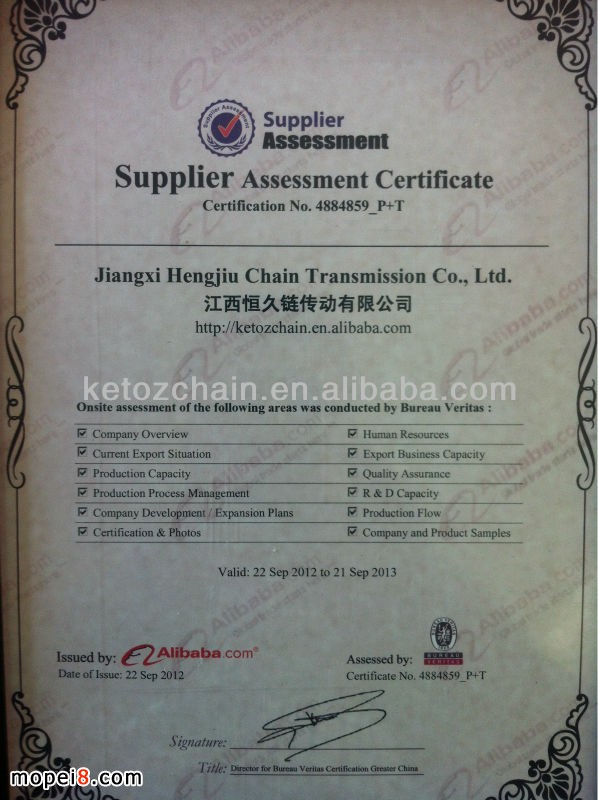 Supplier Assessment
Supplier
Assessment
Supplier Assessment Certificate
Certification No. 4884859_P+T
Jiangxi Hengjiu Chain Transmission Co., Ltd.
江西恒久链传动有限公司
http://ketozchain.en.alibaba.com
ketozchain.en.alibaba.com
Onsite assessment of the following areas was conducted by Bureau Veritas :
Company Overview
Human Resources
Current Export Situation
Export Business Capacity
Production Capacity
Quality Assurance
Production Process Management
R & D Capacity
Company Development / Expansion Plans
Production Flow
Certification & Photos
Company and Product Samples
Valid: 22 Sep 2012 to 21 Sep 2013
Issued by: Alibaba.com®
Date of Issue: 22 Sep 2012
Assessed by: BUREAU VERITAS
Certificate No. 4884859_P+T
Signature:
Title: Director for Bureau Veritas Certification Greater China
mopei8.com